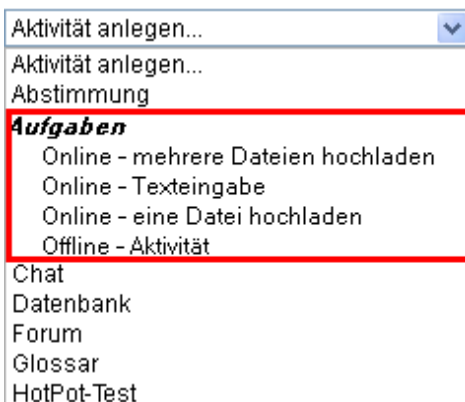 Aktivität anlegen...
Aktivität anlegen...
Abstimmung
Aufgaben
Online - mehrere Dateien hochladen
Online - Texteingabe
Online - eine Datei hochladen
Offline - Aktivität
Chat
Datenbank
Forum
Glossar
HotPot-Test